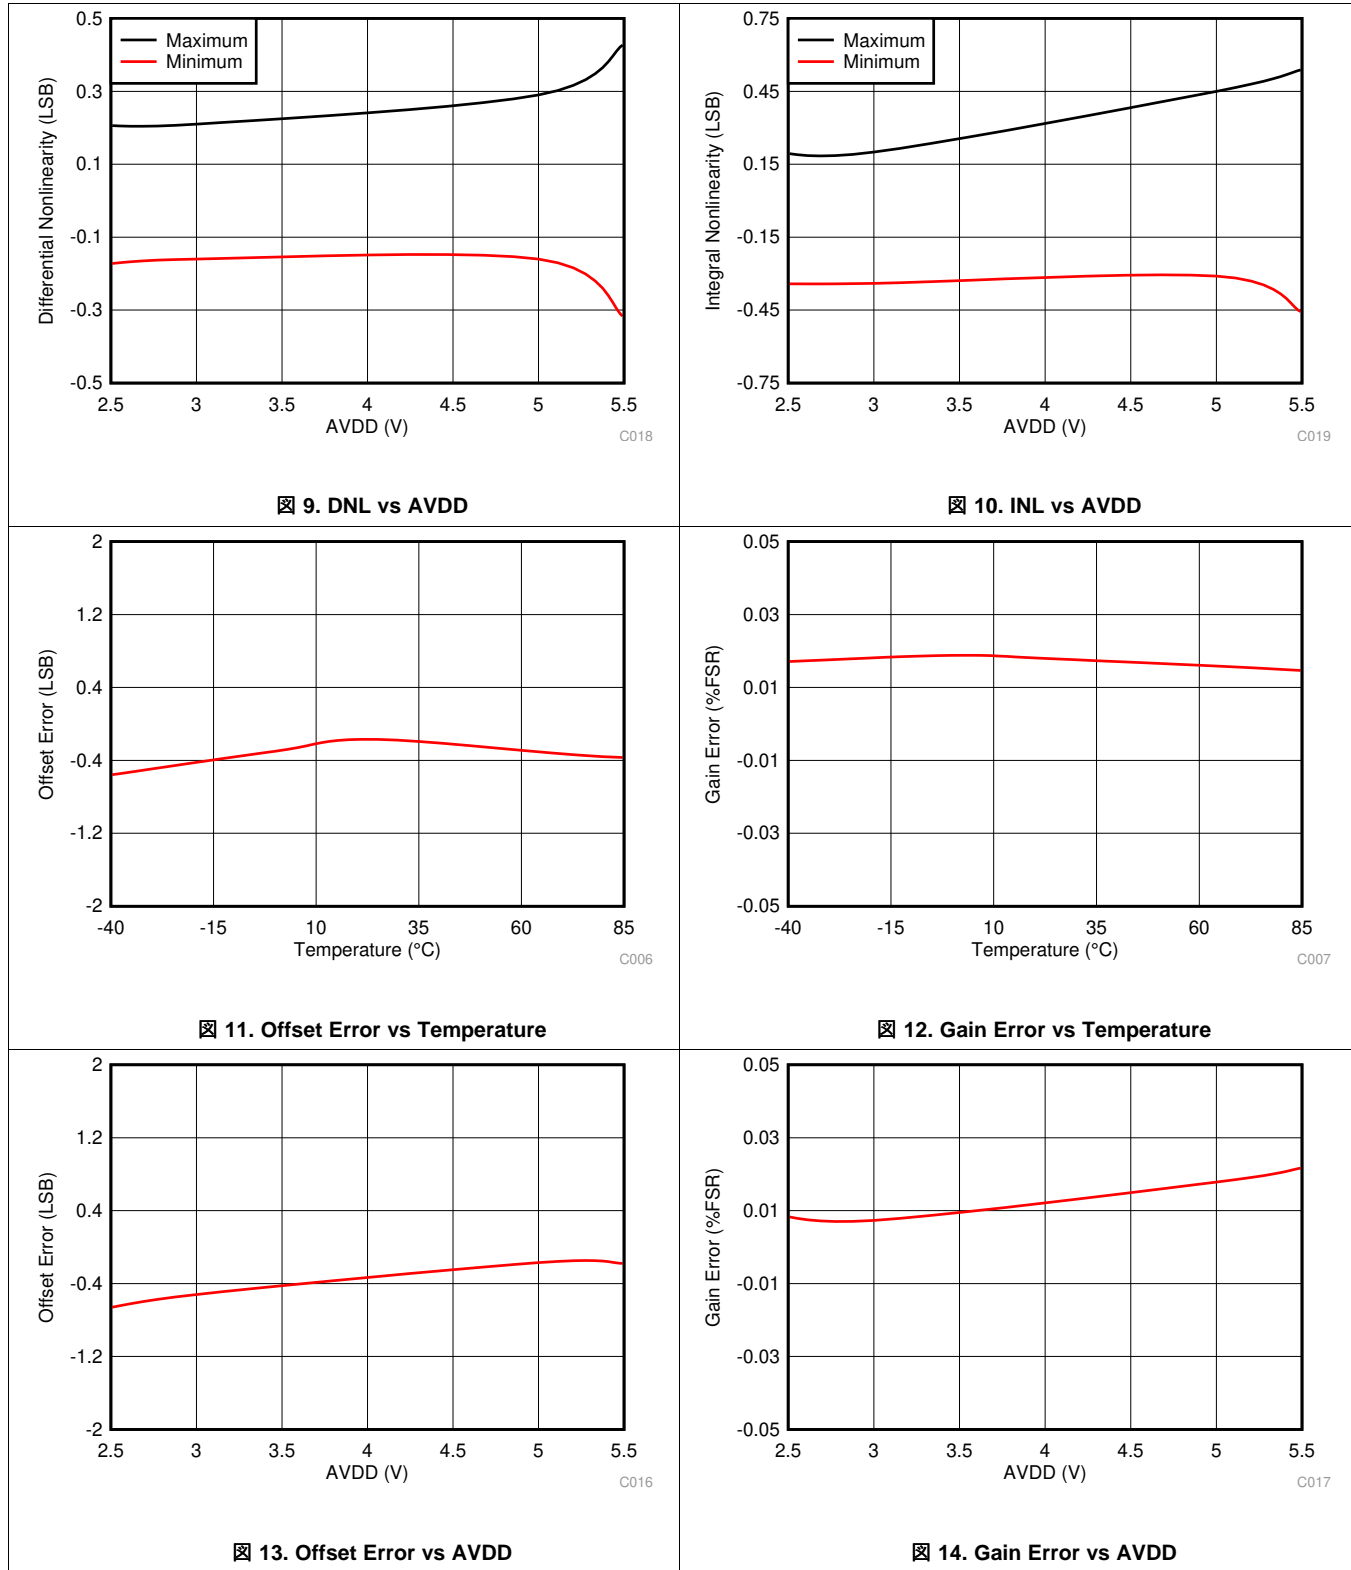 0.5
0.3
0.1
-0.1
-0.3
-0.5
Differential Nonlinearity (LSB)
Maximum
Minimum
2.5 3 3.5 4 4.5 5 5.5
AVDD (V)
C018
図 9. DNL vs AVDD
0.75
0.45
0.15
-0.15
-0.45
-0.75
Integral Nonlinearity (LSB)
Maximum
Minimum
2.5 3 3.5 4 4.5 5 5.5
AVDD (V)
C019
図 10. INL vs AVDD
2
1.2
0.4
-0.4
-1.2
-2
Offset Error (LSB)
-40 -15 10 35 60 85
Temperature (°C)
C006
図 11. Offset Error vs Temperature
0.05
0.03
0.01
-0.01
-0.03
-0.05
Gain Error (%FSR)
-40 -15 10 35 60 85
Temperature (°C)
C007
図 12. Gain Error vs Temperature
2
1.2
0.4
-0.4
-1.2
-2
Offset Error (LSB)
2.5 3 3.5 4 4.5 5 5.5
AVDD (V)
C016
図 13. Offset Error vs AVDD
0.05
0.03
0.01
-0.01
-0.03
-0.05
Gain Error (%FSR)
2.5 3 3.5 4 4.5 5 5.5
AVDD (V)
C017
図 14. Gain Error vs AVDD